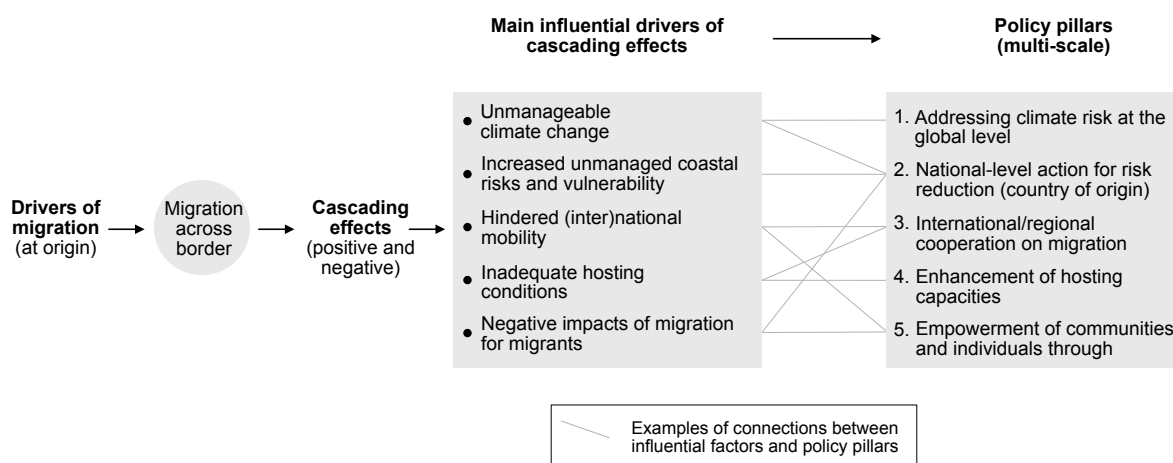 Main influential drivers of
cascading effects
Policy pillars
(multi-scale)
Drivers of
migration
(at origin)
Migration
across
border
Cascading
effects
(positive and
negative)
● Unmanageable
climate change
● Increased unmanaged coastal
risks and vulnerability
● Hindered (inter)national
mobility
● Inadequate hosting
conditions
● Negative impacts of migration
for migrants
1. Addressing climate risk at the
global level
2. National-level action for risk
reduction (country of origin)
3. International/regional
cooperation on migration
4. Enhancement of hosting
capacities
5. Empowerment of communities
and individuals through
Examples of connections between
influential factors and policy pillars